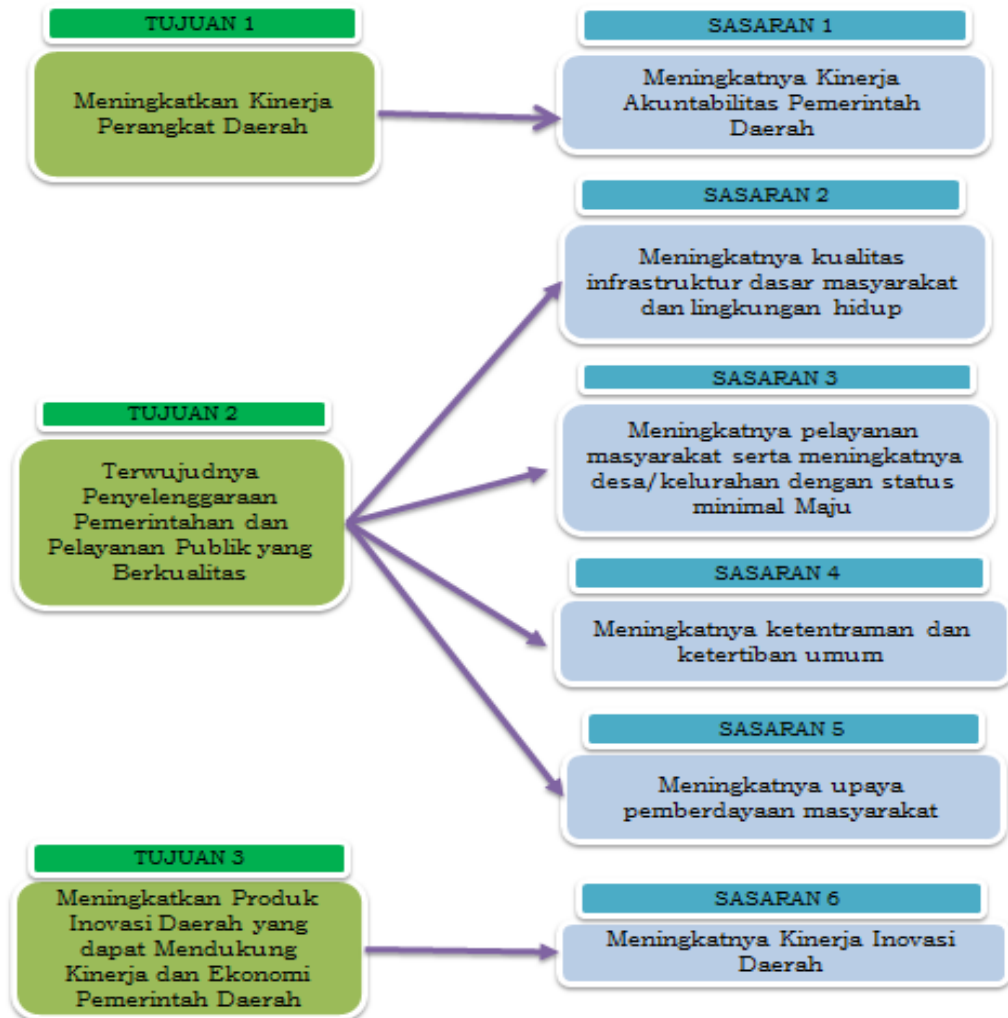 TUJUAN 1
Meningkatkan Kinerja
Perangkat Daerah
SASARAN 1
Meningkatnya Kinerja
Akuntabilitas Pemerintah
Daerah
TUJUAN 2
Terwujudnya
Penyelenggaraan
Pemerintahan dan
Pelayanan Publik yang
Berkualitas
SASARAN 2
Meningkatnya kualitas
infrastruktur dasar masyarakat
dan lingkungan hidup
SASARAN 3
Meningkatnya pelayanan
masyarakat serta meningkatnya
desa/kelurahan dengan status
minimal Maju
SASARAN 4
Meningkatnya ketentraman dan
ketertiban umum
SASARAN 5
Meningkatnya upaya
pemberdayaan masyarakat
TUJUAN 3
Meningkatkan Produk
Inovasi Daerah yang
dapat Mendukung
Kinerja dan Ekonomi
Pemerintah Daerah
SASARAN 6
Meningkatnya Kinerja Inovasi
Daerah